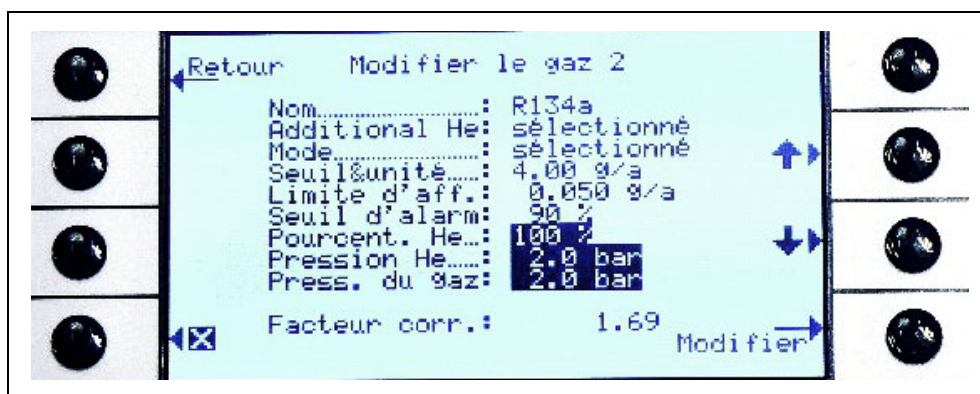 Retour Modifier le gaz 2
Nom......................: R134a
Additional He: sélectionné
Mode....................: sélectionné
Seuil&unité......: 4.00 g/a
Limite d'aff.: 0.050 g/a
Seuil d'alarm: 90 %
Pourcent. He...: 100 %
Pression He......: 2.0 bar
Press. du gaz: 2.0 bar
Facteur corr.: 1.69
Modifier